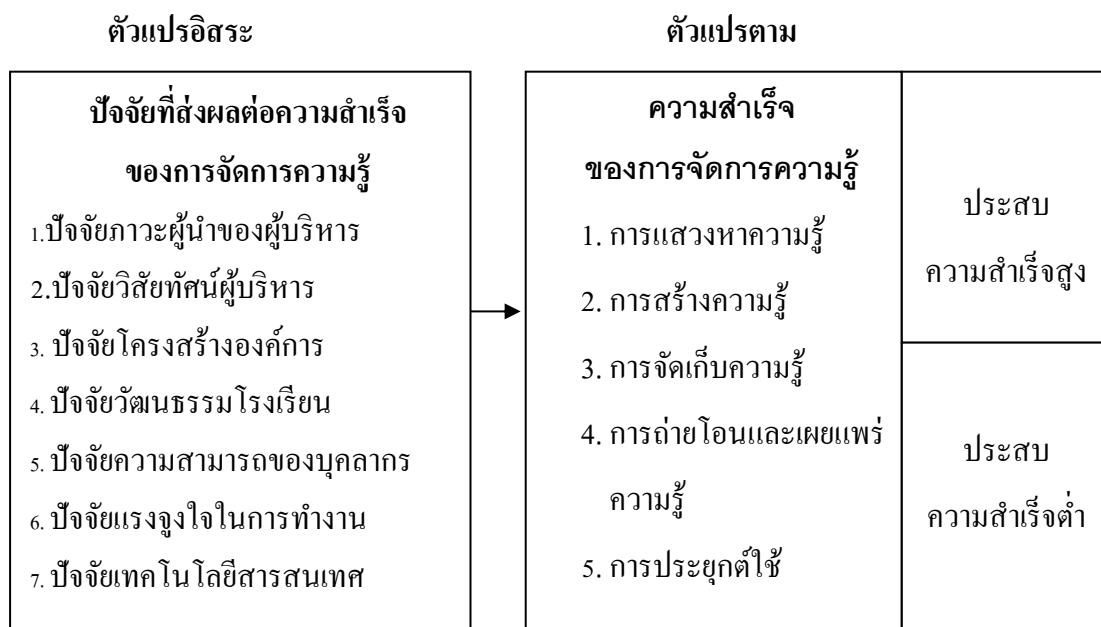 ตัวแปรอิสระ
ปัจจัยที่ส่งผลต่อความสำเร็จ
ของการจัดการความรู้
1.ปัจจัยภาวะผู้นำของผู้บริหาร
2.ปัจจัยวิสัยทัศน์ผู้บริหาร
3. ปัจจัยโครงสร้างองค์การ
4. ปัจจัยวัฒนธรรมโรงเรียน
5. ปัจจัยความสามารถของบุคลากร
6. ปัจจัยแรงจูงใจในการทำงาน
7. ปัจจัยเทคโนโลยีสารสนเทศ
ตัวแปรตาม
ความสำเร็จ
ของการจัดการความรู้
1. การแสวงหาความรู้
2. การสร้างความรู้
3. การจัดเก็บความรู้
4. การถ่ายโอนและเผยแพร่
ความรู้
5. การประยุกต์ใช้
ประสบ
ความสำเร็จสูง
ประสบ
ความสำเร็จต่ำ